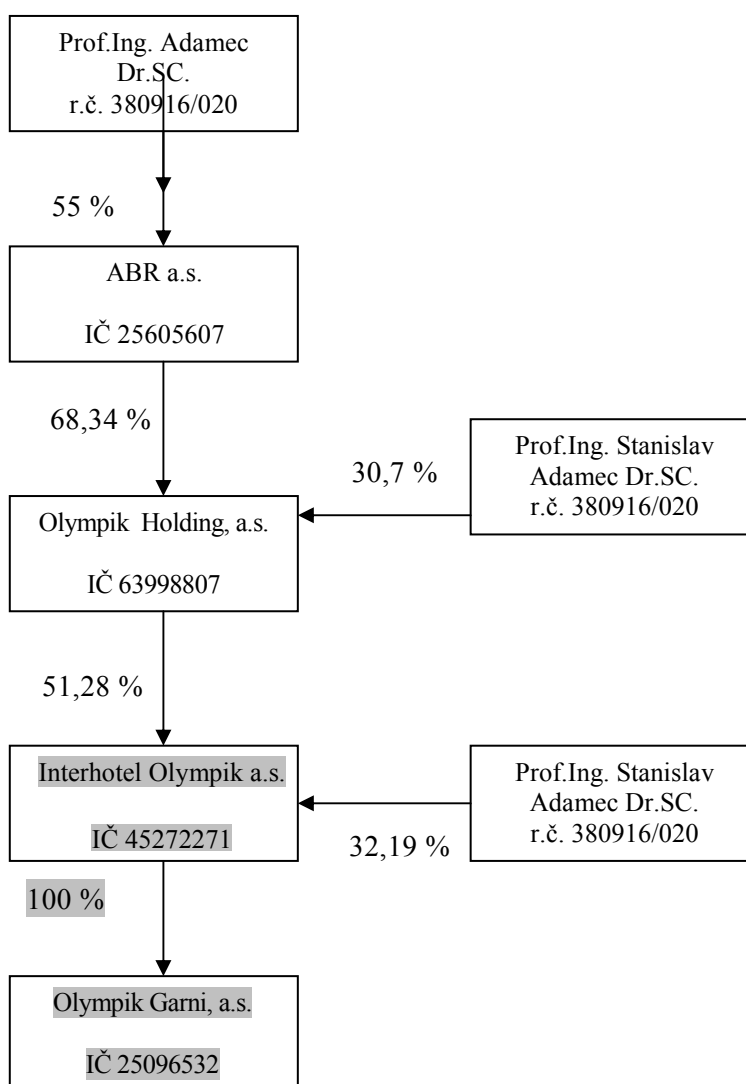 Prof.Ing. Adamec
Dr.SC.
r.č. 380916/020
55 %
ABR a.s.
IČ 25605607
68,34 %
30,7 %
Prof.Ing. Stanislav
Adamec Dr.SC.
r.č. 380916/020
Olympik Holding, a.s.
IČ 63998807
51,28 %
Interhotel Olympik a.s.
IČ 45272271
32,19 %
Prof.Ing. Stanislav
Adamec Dr.SC.
r.č. 380916/020
100 %
Olympik Garni, a.s.
IČ 25096532